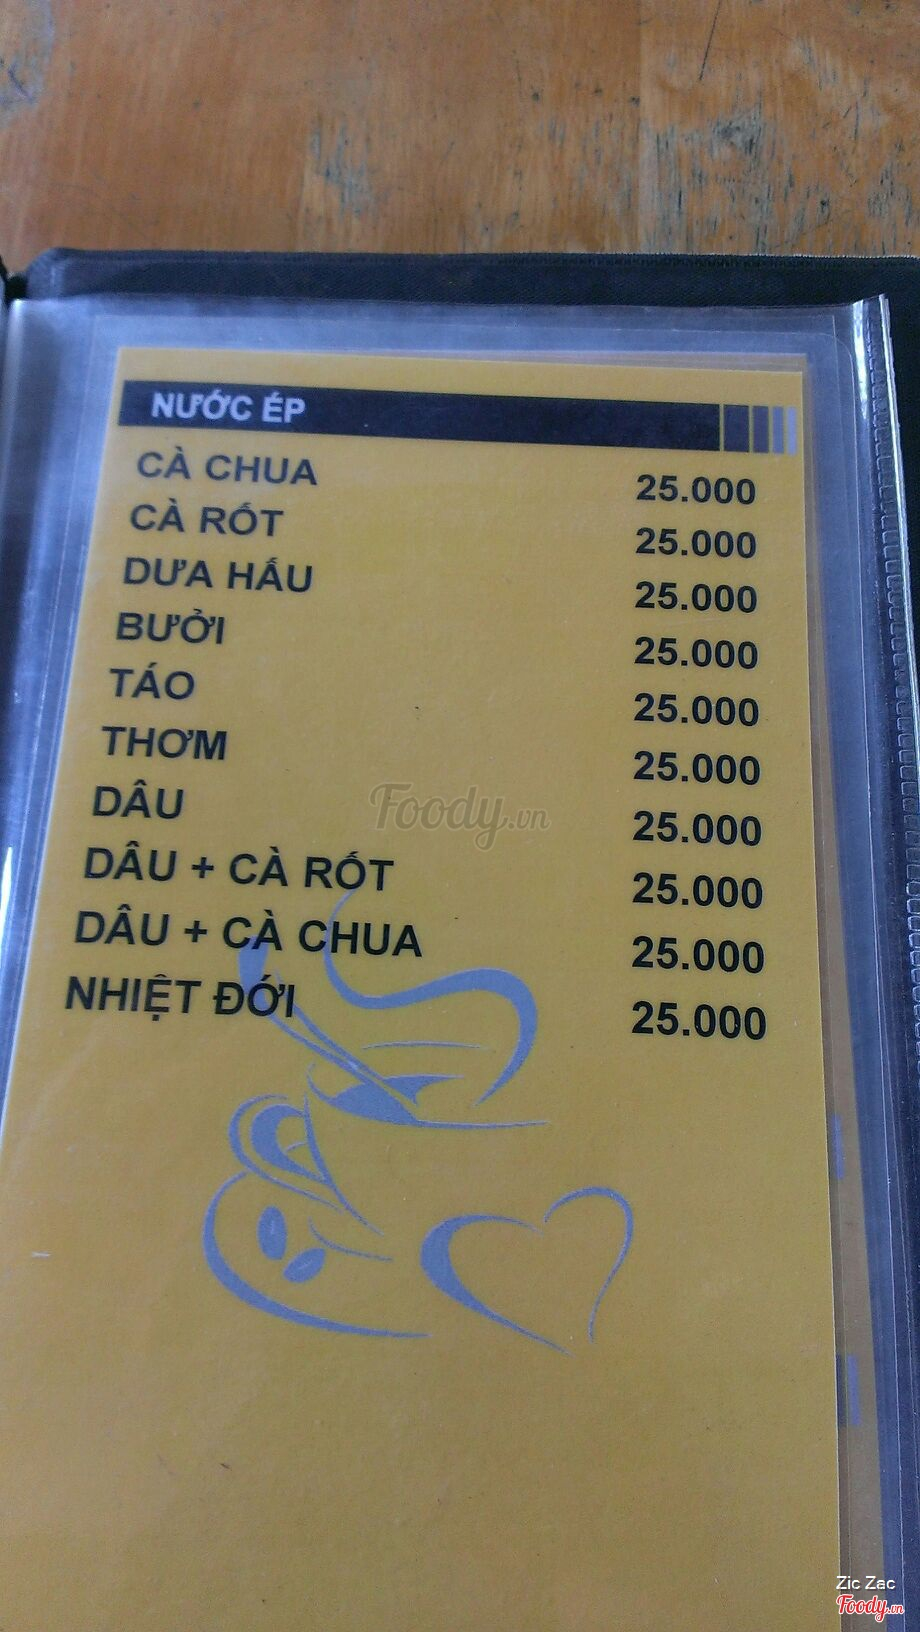 NƯỚC ÉP
CÀ CHUA 25.000
CÀ RỐT 25.000
DƯA HẤU 25.000
BƯỞI 25.000
TÁO 25.000
THƠM 25.000
DÂU 25.000
DÂU + CÀ RỐT 25.000
DÂU + CÀ CHUA 25.000
NHIỆT ĐỚI 25.000
Foody.vn
Zic Zac
Foody.vn